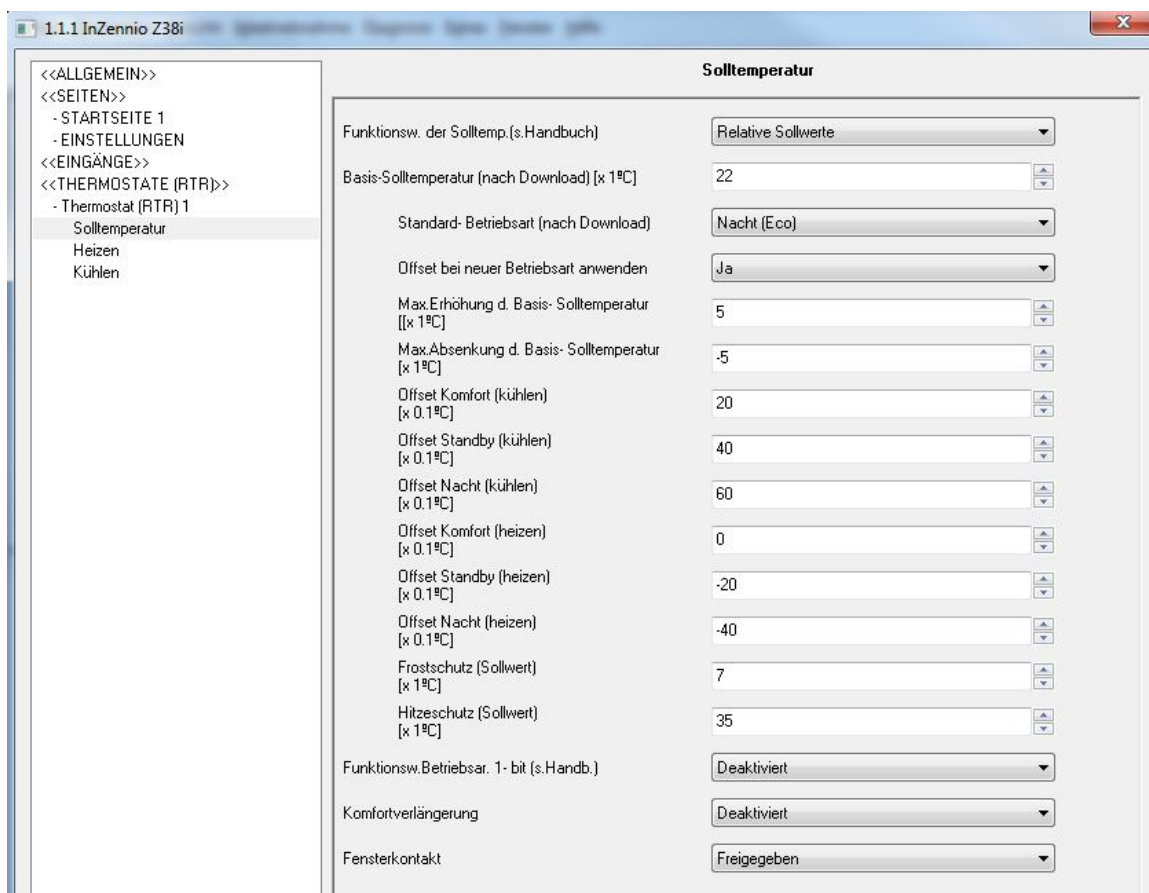 1.1.1 InZennio Z38i
<<ALLGEMEIN>>
<<SEITEN>>
- STARTSEITE 1
- EINSTELLUNGEN
<<EINGÄNGE>>
<<THERMOSTATE (RTR)>>
- Thermostat (RTR) 1
Solltemperatur
Heizen
Kühlen
Solltemperatur
Funktionsw. der Solltemp.(s.Handbuch) Relative Sollwerte
Basis-Solltemperatur (nach Download) [x 1ºC] 22
Standard- Betriebsart (nach Download) Nacht (Eco)
Offset bei neuer Betriebsart anwenden Ja
Max.Erhöhung d. Basis- Solltemperatur
[[x 1ºC] 5
Max.Absenkung d. Basis- Solltemperatur
[x 1ºC] -5
Offset Komfort (kühlen)
[x 0.1ºC] 20
Offset Standby (kühlen)
[x 0.1ºC] 40
Offset Nacht (kühlen)
[x 0.1ºC] 60
Offset Komfort (heizen)
[x 0.1ºC] 0
Offset Standby (heizen)
[x 0.1ºC] -20
Offset Nacht (heizen)
[x 0.1ºC] -40
Frostschutz (Sollwert)
[x 1ºC] 7
Hitzeschutz (Sollwert)
[x 1ºC] 35
Funktionsw.Betriebsar. 1- bit (s.Handb.) Deaktiviert
Komfortverlängerung Deaktiviert
Fensterkontakt Freigegeben